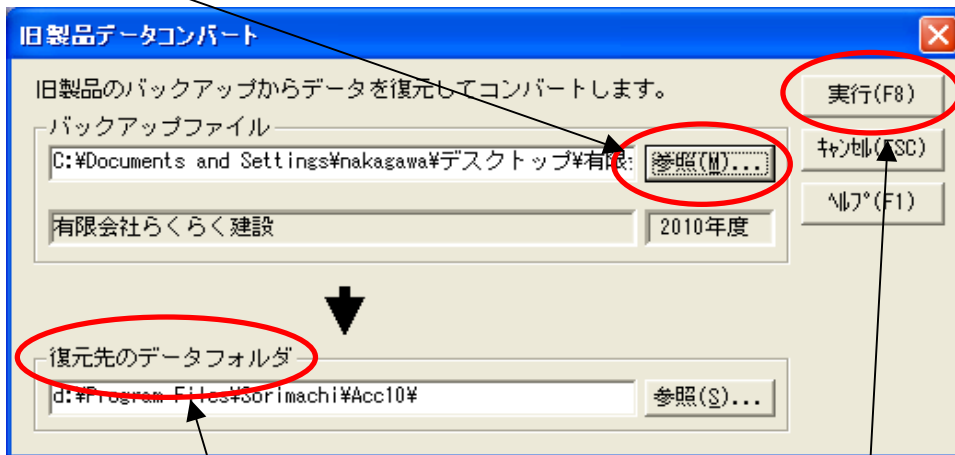 旧製品データコンバート
旧製品のバックアップからデータを復元してコンバートします。
実行(F8)
バックアップファイル
C:¥Documents and Settings¥nakagawa¥デスクトップ¥有限
参照(M)...
ｷｬﾝｾﾙ(ESC)
有限会社らくらく建設
2010年度
ﾍﾙﾌﾟ(F1)
復元先のデータフォルダ
d:¥Program Files¥Sorimachi¥Acc10¥
参照(S)...